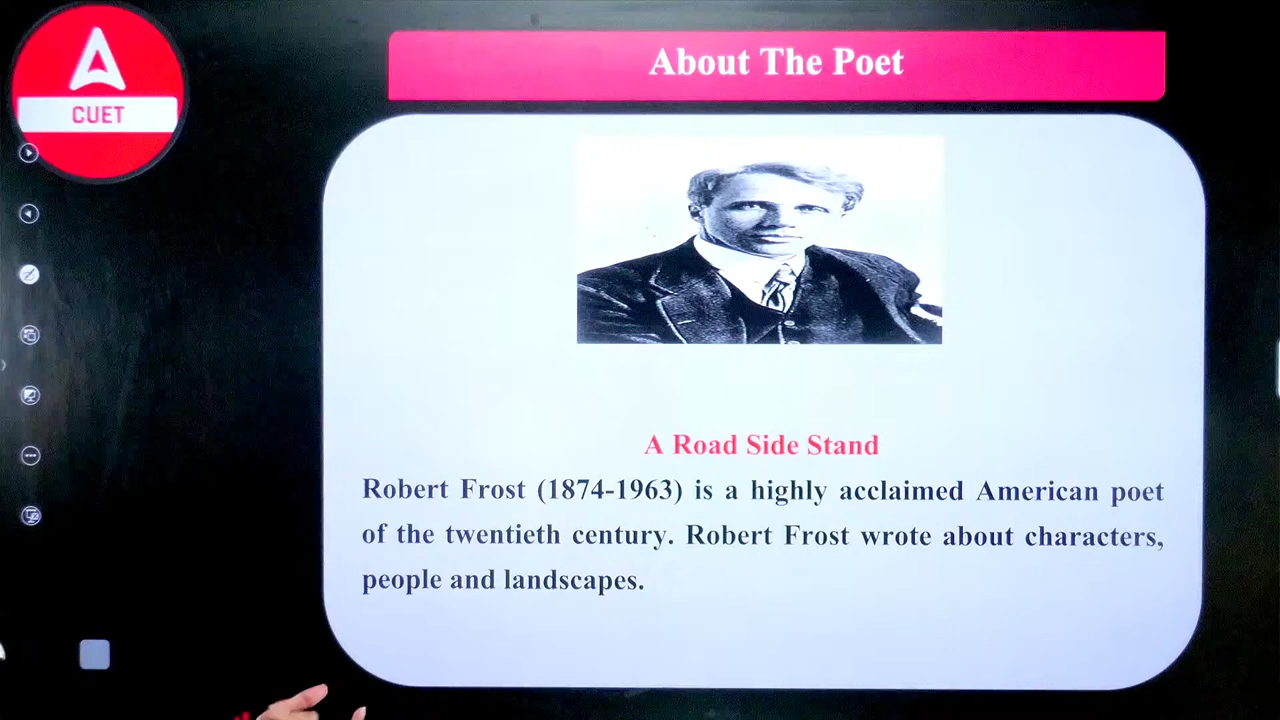 CUET
About The Poet
A Road Side Stand
Robert Frost (1874-1963) is a highly acclaimed American poet
of the twentieth century. Robert Frost wrote about characters,
people and landscapes.